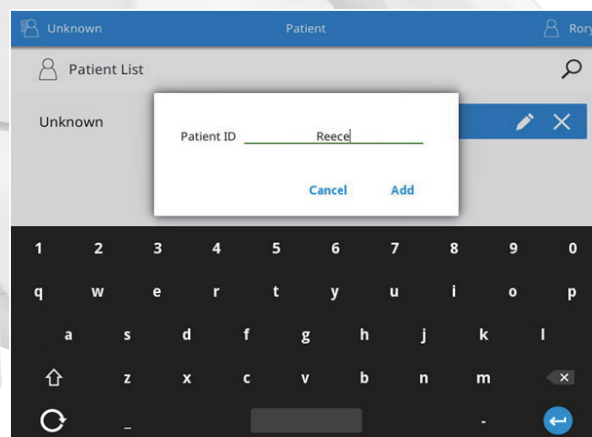 Unknown Patient Rory
Patient List
Unknown
Patient ID Reece
Cancel Add
1 2 3 4 5 6 7 8 9 0
q w e r t y u i o p
a s d f g h j k l
z x c v b n m
_ -